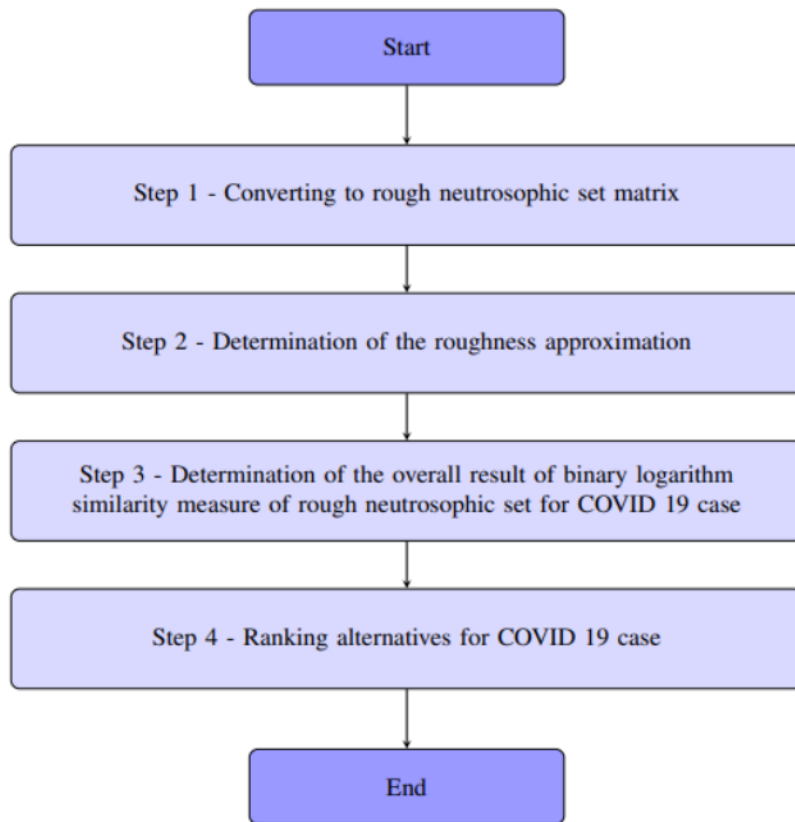 Start
Step 1 - Converting to rough neutrosophic set matrix
Step 2 - Determination of the roughness approximation
Step 3 - Determination of the overall result of binary logarithm
similarity measure of rough neutrosophic set for COVID 19 case
Step 4 - Ranking alternatives for COVID 19 case
End